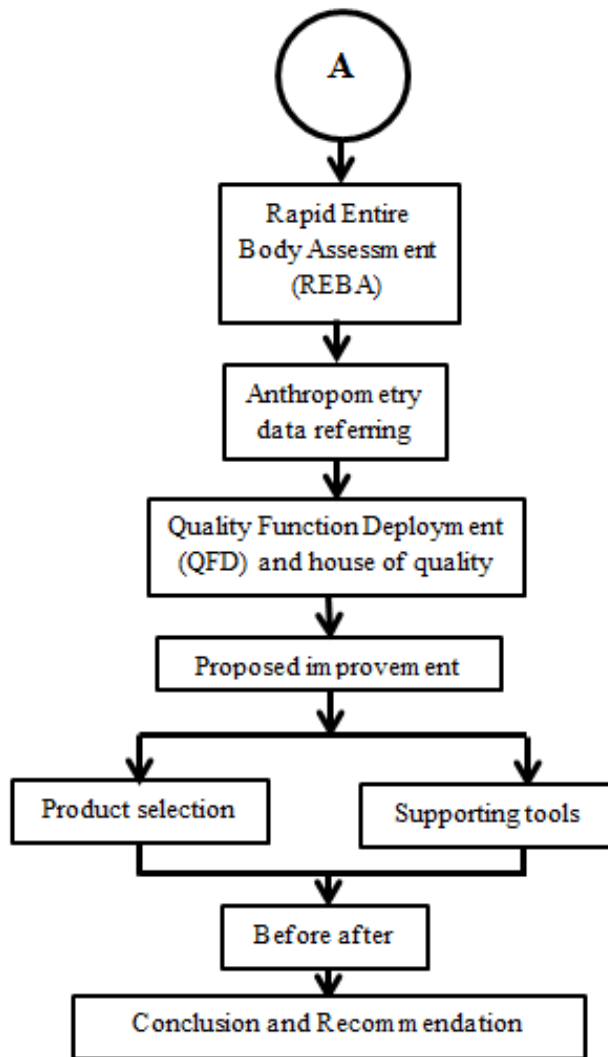 A
Rapid Entire
Body Assessment
(REBA)
Anthropometry
data referring
Quality Function Deployment
(QFD) and house of quality
Proposed improvement
Product selection
Supporting tools
Before after
Conclusion and Recommendation